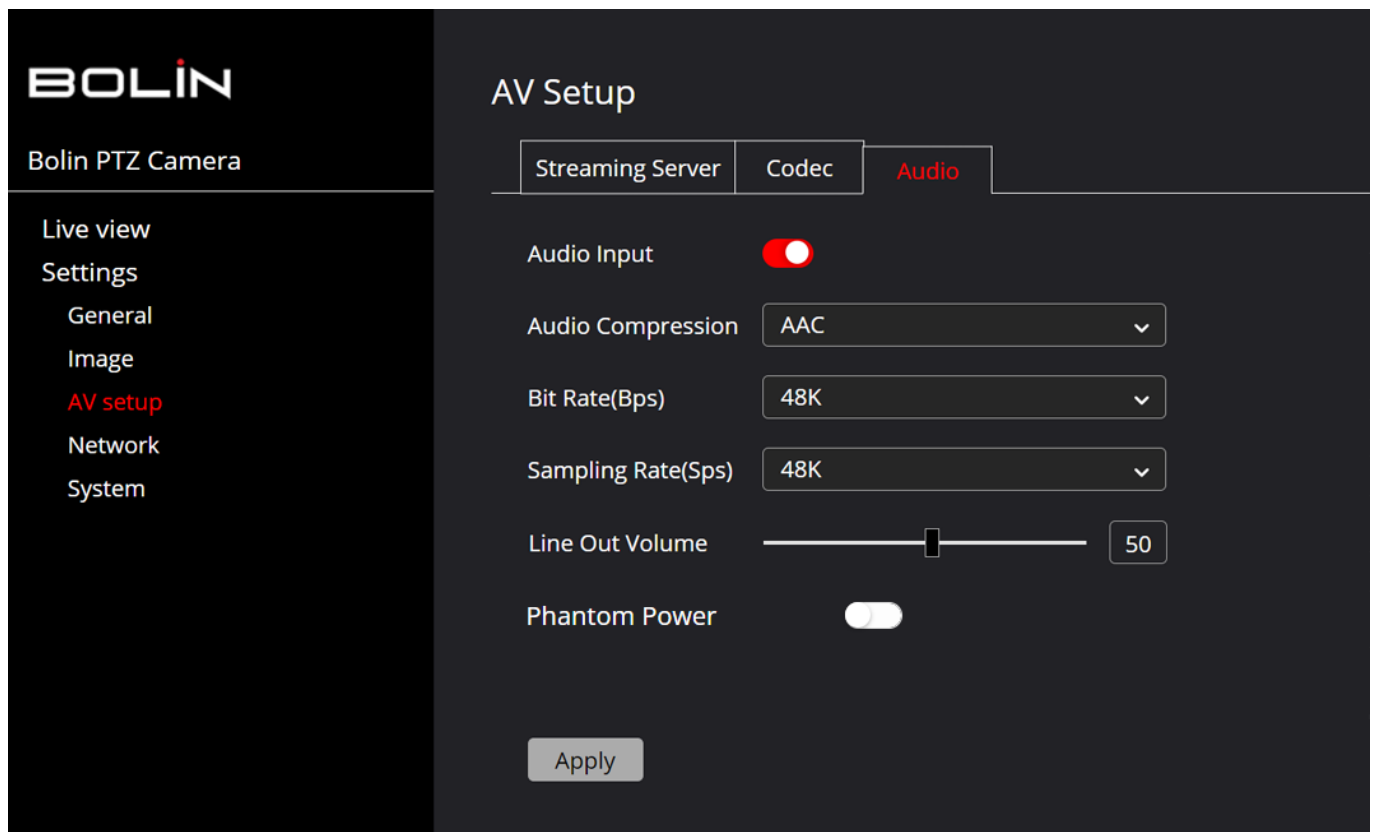 BOLIN
Bolin PTZ Camera
Live view
Settings
General
Image
AV setup
Network
System
AV Setup
Streaming Server
Codec
Audio
Audio Input
Audio Compression AAC
Bit Rate(Bps) 48K
Sampling Rate(Sps) 48K
Line Out Volume 50
Phantom Power
Apply